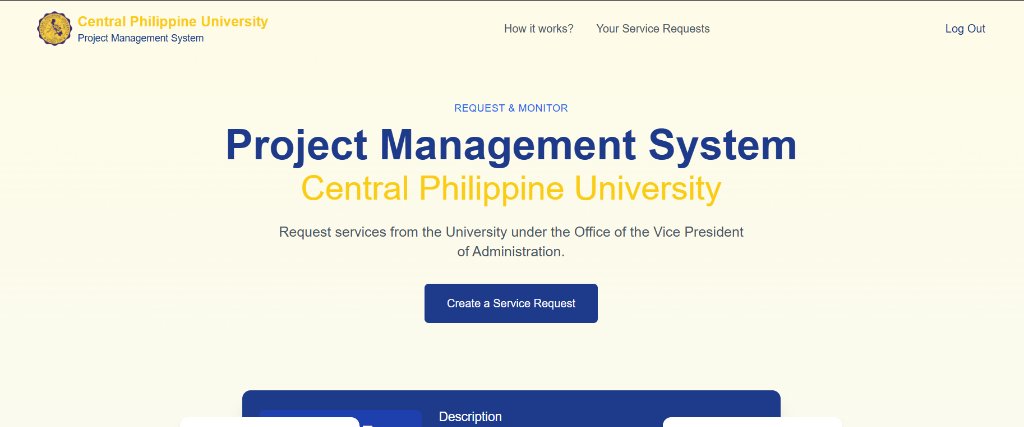 Central Philippine University
Project Management System
How it works?
Your Service Requests
Log Out
REQUEST & MONITOR
Project Management System
Central Philippine University
Request services from the University under the Office of the Vice President
of Administration.
Create a Service Request
Description